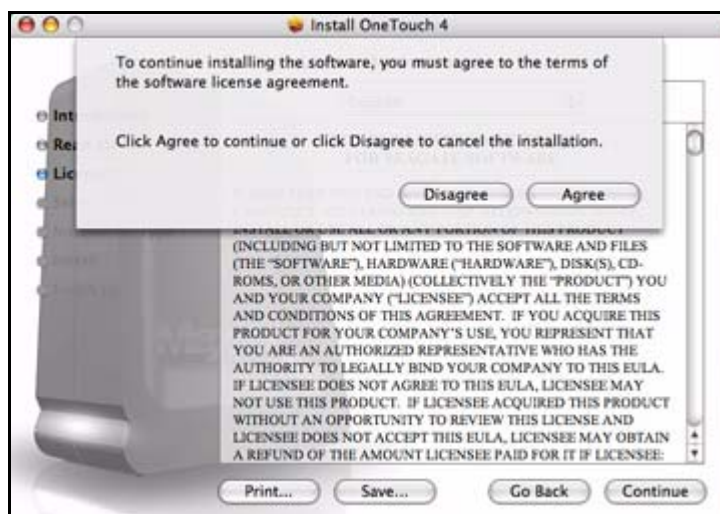 Install OneTouch 4
To continue installing the software, you must agree to the terms of
the software license agreement.
Click Agree to continue or click Disagree to cancel the installation.
Disagree
Agree
Int
Rea
Lic
INSTALL OR USE ALL OR ANY PORTION OF THIS PRODUCT
(INCLUDING BUT NOT LIMITED TO THE SOFTWARE AND FILES
(THE “SOFTWARE”), HARDWARE (“HARDWARE”), DISK(S), CD-
ROMS, OR OTHER MEDIA) (COLLECTIVELY THE “PRODUCT”) YOU
AND YOUR COMPANY (“LICENSEE”) ACCEPT ALL THE TERMS
AND CONDITIONS OF THIS AGREEMENT. IF YOU ACQUIRE THIS
PRODUCT FOR YOUR COMPANY’S USE, YOU REPRESENT THAT
YOU ARE AN AUTHORIZED REPRESENTATIVE WHO HAS THE
AUTHORITY TO LEGALLY BIND YOUR COMPANY TO THIS EULA.
IF LICENSEE DOES NOT AGREE TO THIS EULA, LICENSEE MAY
NOT USE THIS PRODUCT. IF LICENSEE ACQUIRED THIS PRODUCT
WITHOUT AN OPPORTUNITY TO REVIEW THIS LICENSE AND
LICENSEE DOES NOT ACCEPT THIS EULA, LICENSEE MAY OBTAIN
A REFUND OF THE AMOUNT LICENSEE PAID FOR IT IF LICENSEE:
Print...
Save...
Go Back
Continue